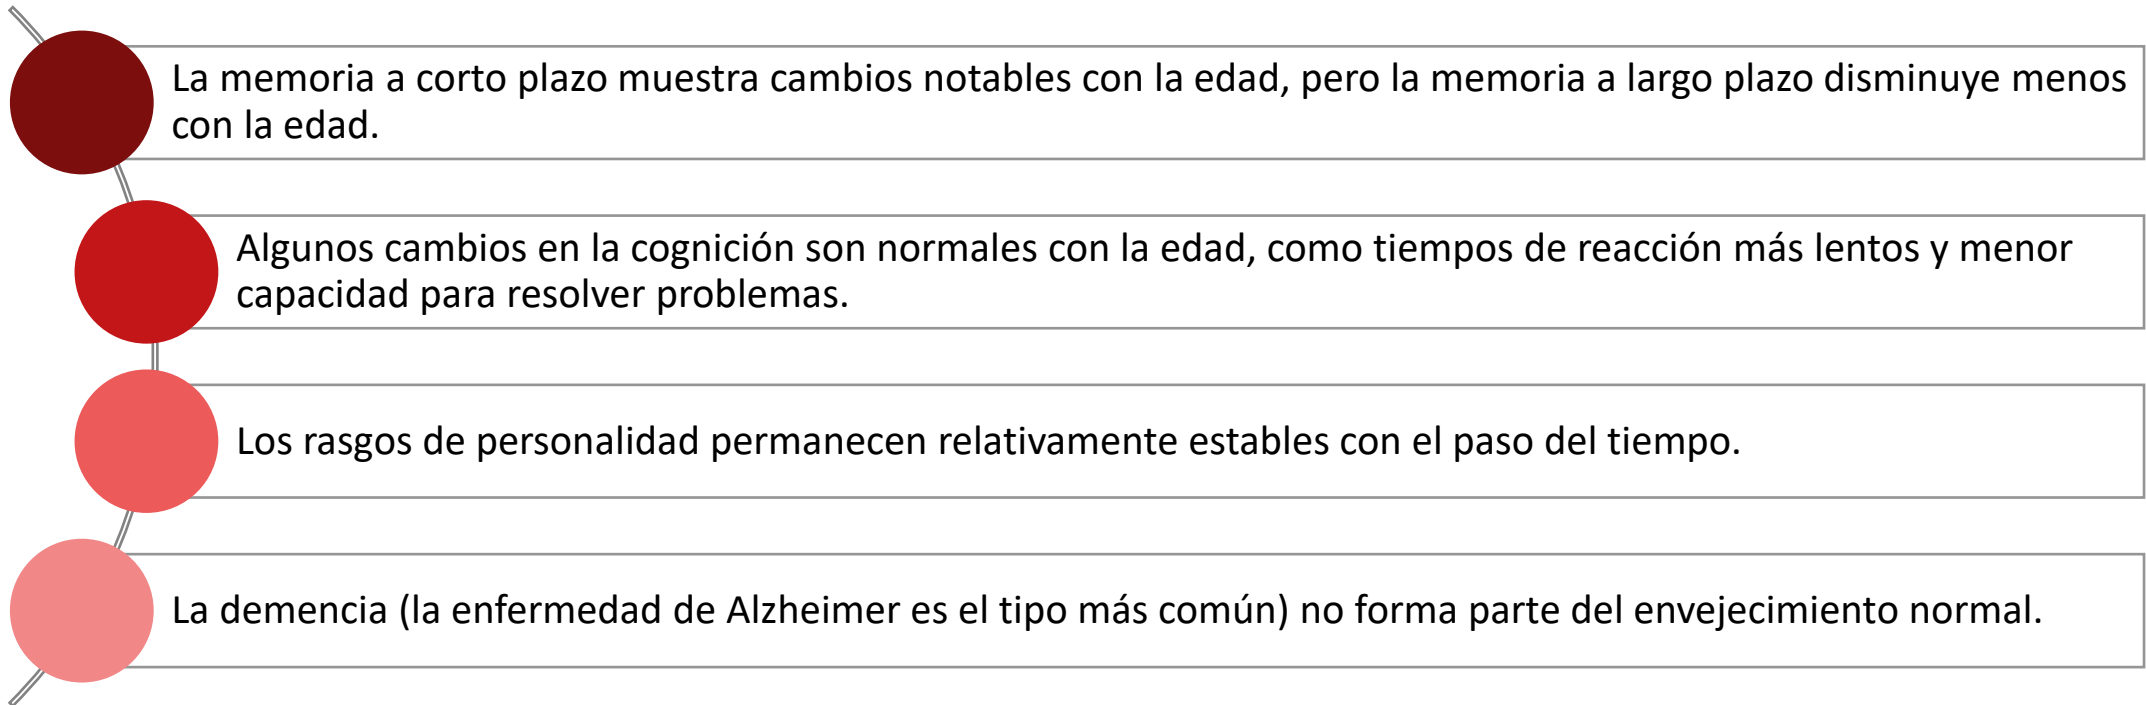 La memoria a corto plazo muestra cambios notables con la edad, pero la memoria a largo plazo disminuye menos
con la edad.
Algunos cambios en la cognición son normales con la edad, como tiempos de reacción más lentos y menor
capacidad para resolver problemas.
Los rasgos de personalidad permanecen relativamente estables con el paso del tiempo.
La demencia (la enfermedad de Alzheimer es el tipo más común) no forma parte del envejecimiento normal.